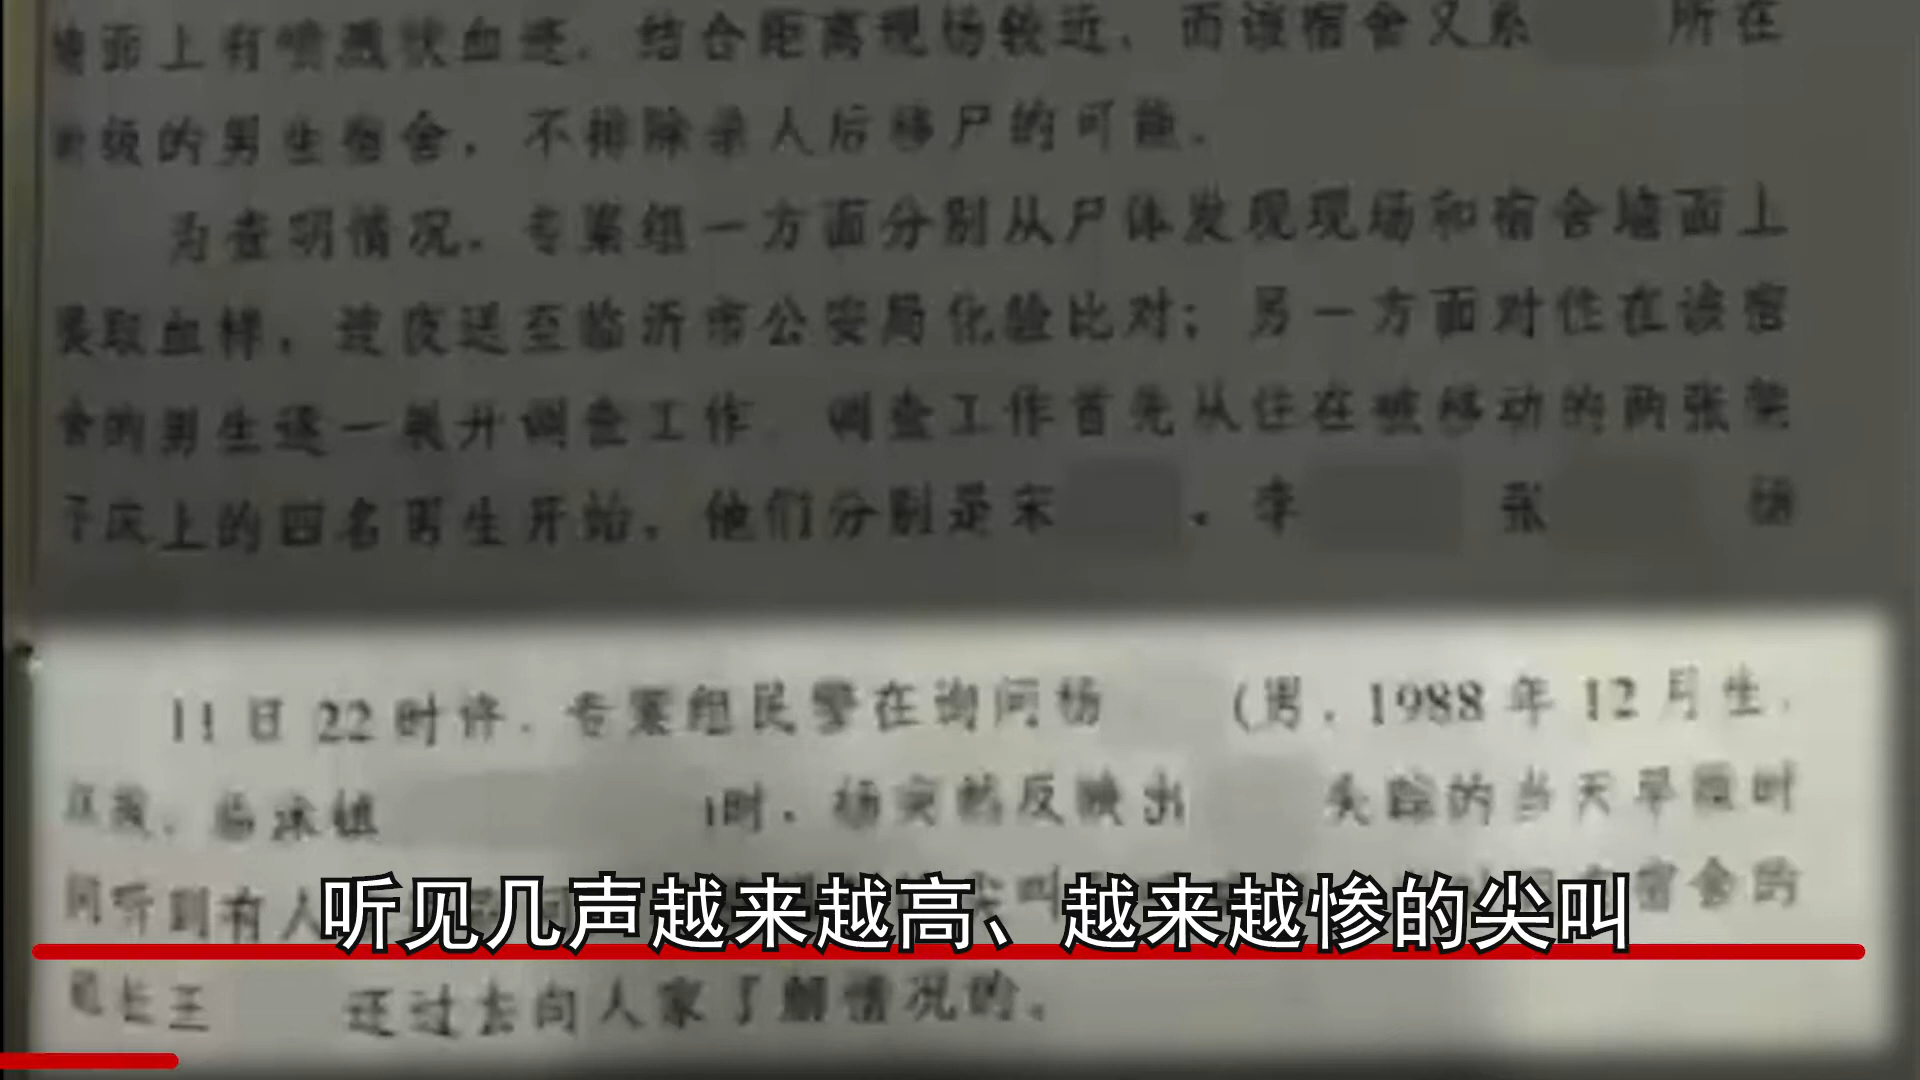 墙面上有喷溅状血迹。结合距离现场较近，而该宿舍又系 所在
级的男生宿舍，不排除杀人后移尸的可能。
为查明情况，专案组一方面分别从尸体发现现场和宿舍墙面上
提取血样，连夜送至临沂市公安局化验比对；另一方面对住在该宿
舍的男生逐一展开调查工作。调查工作首先从住在被移动的两张架
子床上的四名男生开始，他们分别是宋 、李 张 杨
11日22时许，专案组民警在询问杨 (男，1988年12月生，
汉族，临沭 时，杨突然反映出 失踪的当天早晨时
间听到有人 尖叫 宿舍的
听见几声越来越高、越来越惨的尖叫
长王 还过去向人家了解情况的。